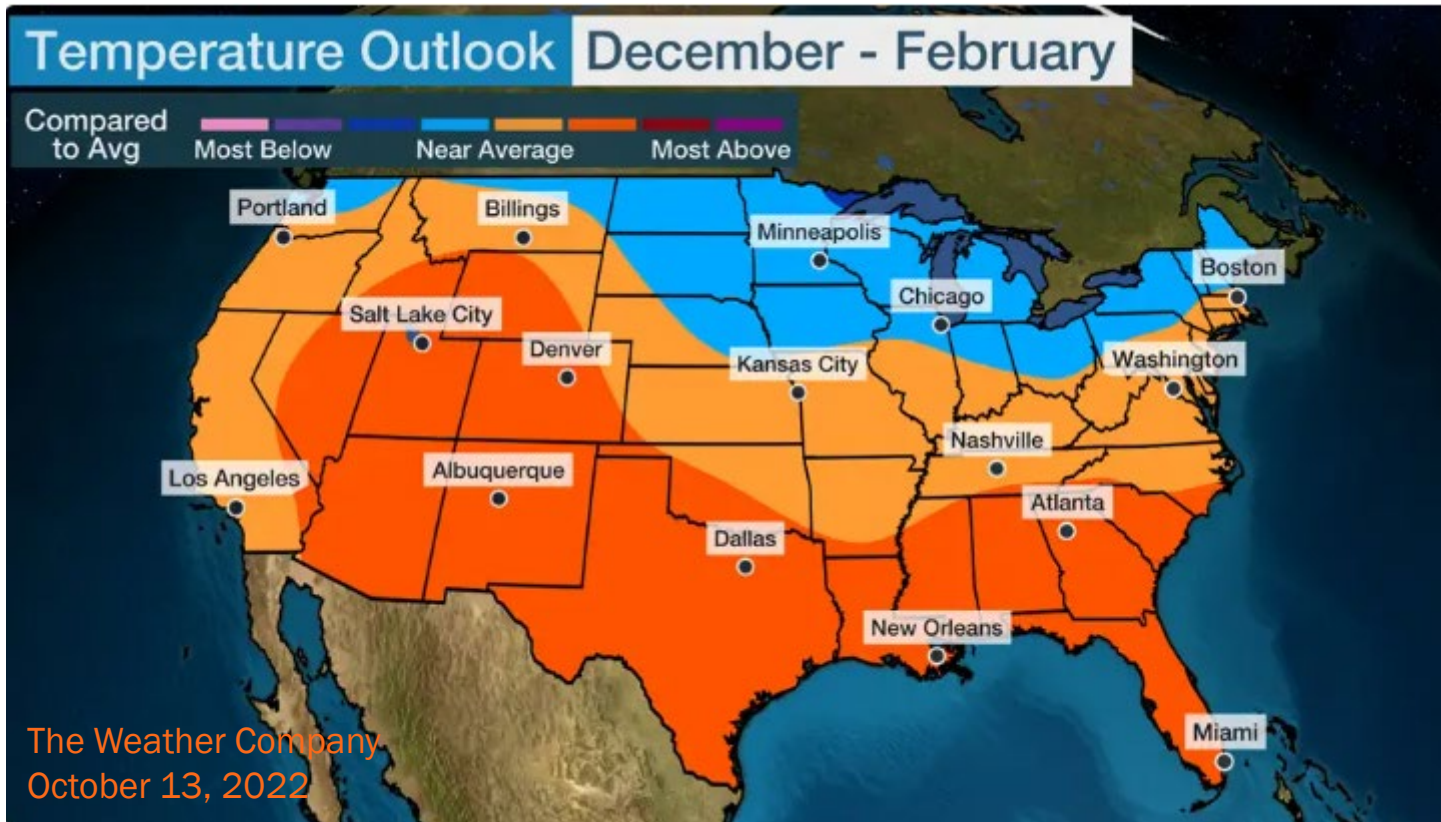 Temperature Outlook December - February
Compared
to Avg
Most Below Near Average Most Above
Portland
Billings
Minneapolis
Boston
Chicago
Salt Lake City
Denver
Kansas City
Washington
Nashville
Los Angeles
Albuquerque
Atlanta
Dallas
New Orleans
Miami
The Weather Company
October 13, 2022